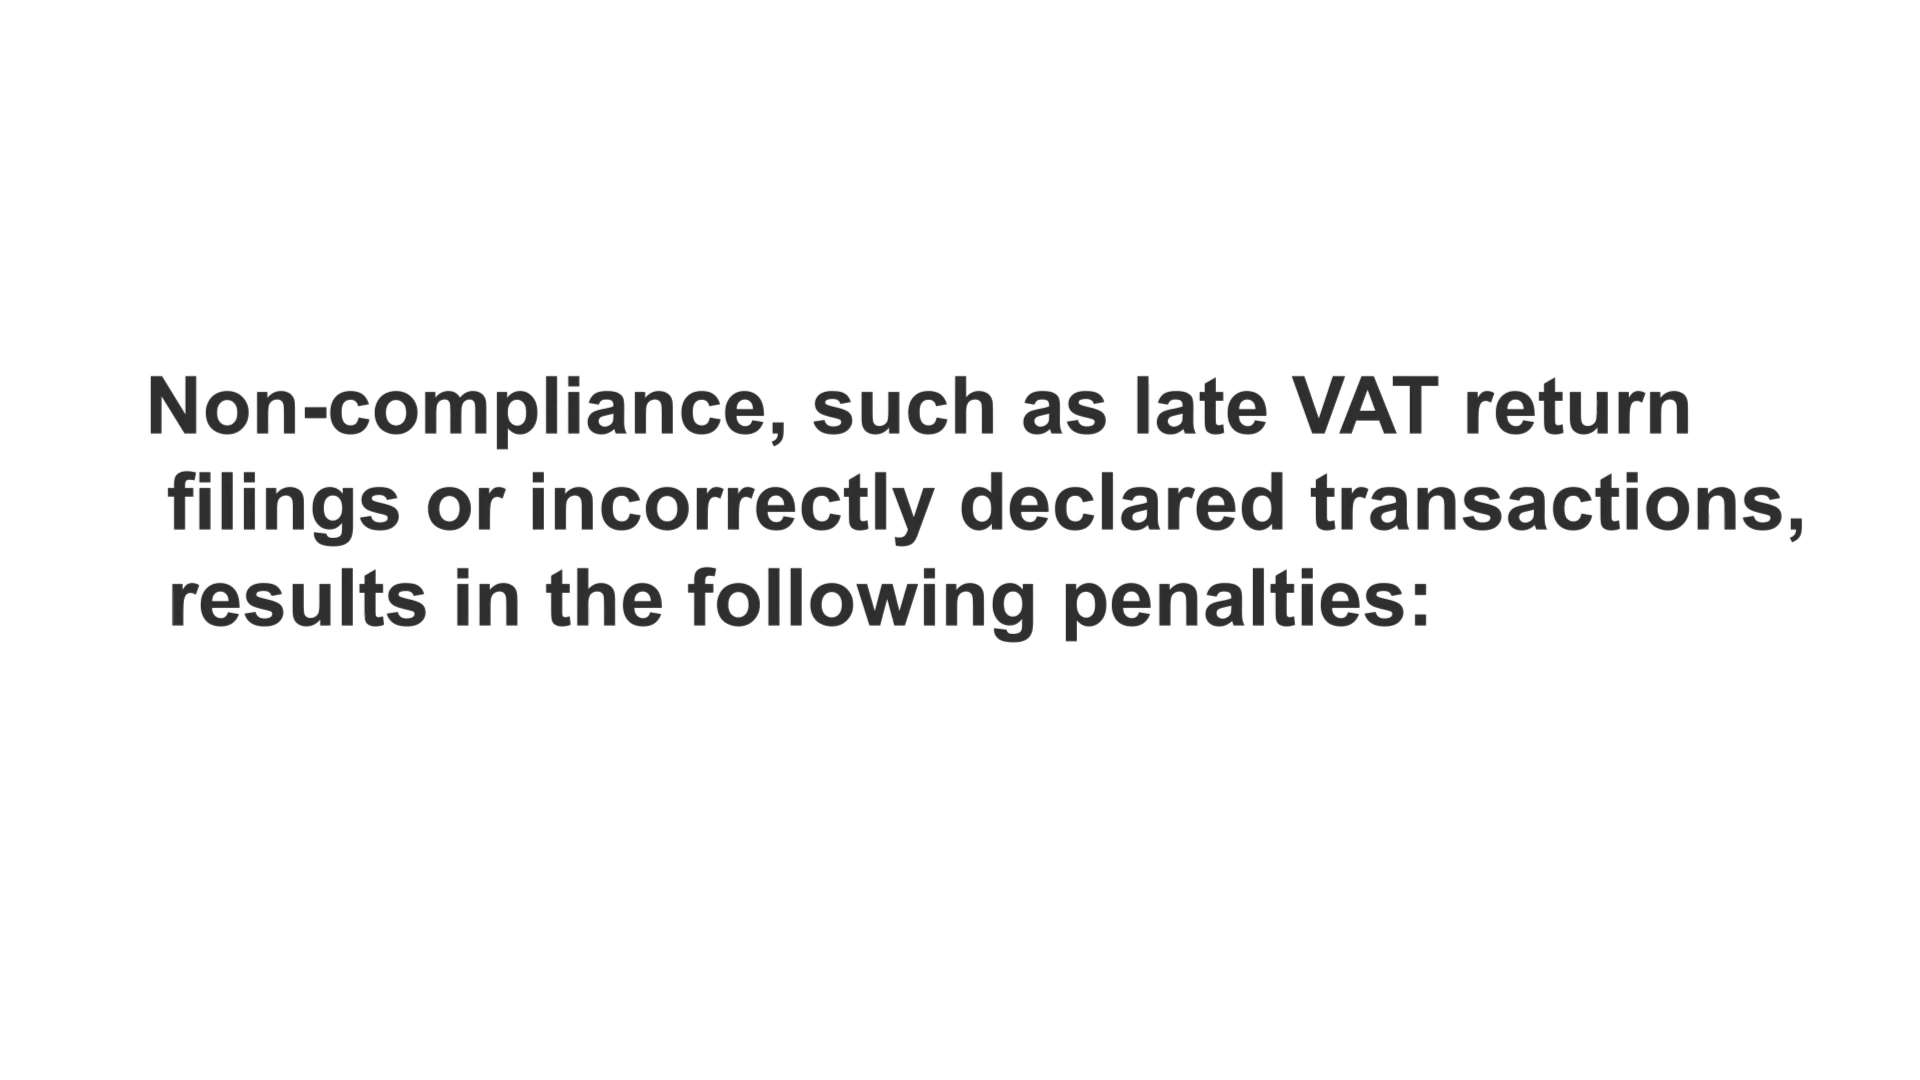 Non-compliance, such as late VAT return
filings or incorrectly declared transactions,
results in the following penalties: